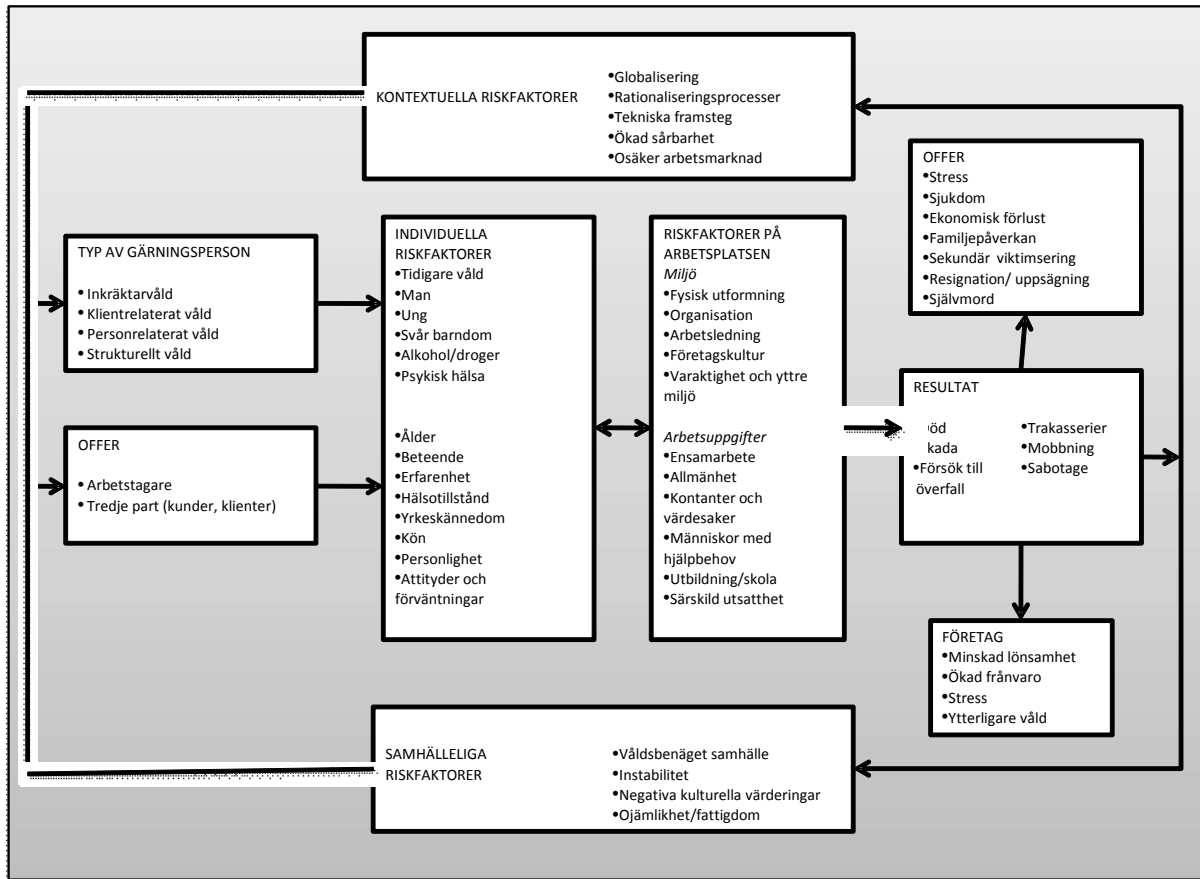 KONTEXTUELLA RISKFAKTORER
•Globalisering
•Rationaliseringsprocesser
•Tekniska framsteg
•Ökad sårbarhet
•Osäker arbetsmarknad
TYP AV GÄRNINGSPERSON
• Inkräktarvåld
• Klientrelaterat våld
• Personrelaterat våld
• Strukturellt våld
OFFER
• Arbetstagare
• Tredje part (kunder, klienter)
INDIVIDUELLA
RISKFAKTORER
•Tidigare våld
•Man
•Ung
•Svår barndom
•Alkohol/droger
•Psykisk hälsa
•Ålder
•Beteende
•Erfarenhet
•Hälsotillstånd
•Yrkeskännedom
•Kön
•Personlighet
•Attityder och
förväntningar
RISKFAKTORER PÅ
ARBETSPLATSEN
Miljö
•Fysisk utformning
•Organisation
•Arbetsledning
•Företagskultur
•Varaktighet och yttre
miljö
Arbetsuppgifter
•Ensamarbete
•Allmänhet
•Kontanter och
värdesaker
•Människor med
hjälpbehov
•Utbildning/skola
•Särskild utsatthet
OFFER
•Stress
•Sjukdom
•Ekonomisk förlust
•Familjepåverkan
•Sekundär viktimsering
•Resignation/ uppsägning
•Självmord
RESULTAT
öd
kada
•Försök till
överfall
•Trakasserier
•Mobbning
•Sabotage
FÖRETAG
•Minskad lönsamhet
•Ökad frånvaro
•Stress
•Ytterligare våld
SAMHÄLLELIGA
RISKFAKTORER
•Våldsbenäget samhälle
•Instabilitet
•Negativa kulturella värderingar
•Ojämlikhet/fattigdom